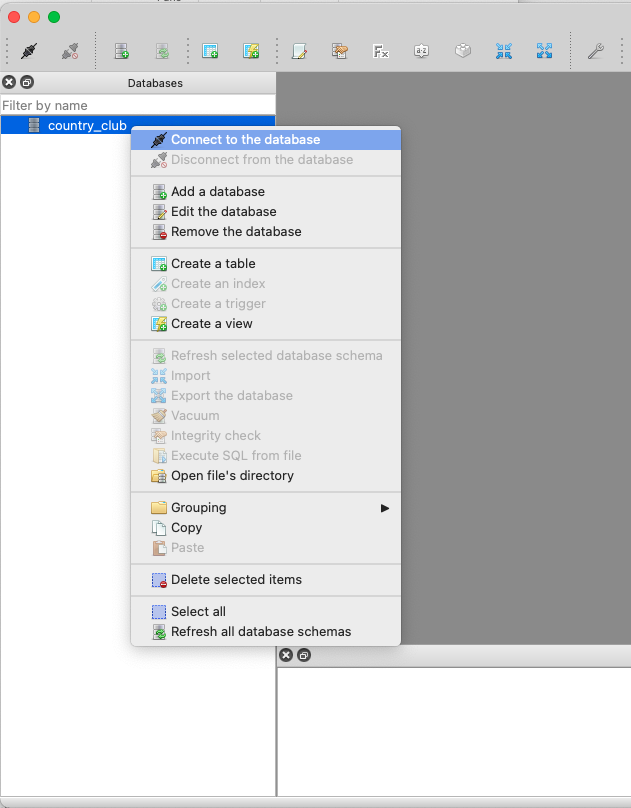 Databases
Filter by name
country_club
Connect to the database
Disconnect from the database
Add a database
Edit the database
Remove the database
Create a table
Create an index
Create a trigger
Create a view
Refresh selected database schema
Import
Export the database
Vacuum
Integrity check
Execute SQL from file
Open file's directory
Grouping
Copy
Paste
Delete selected items
Select all
Refresh all database schemas